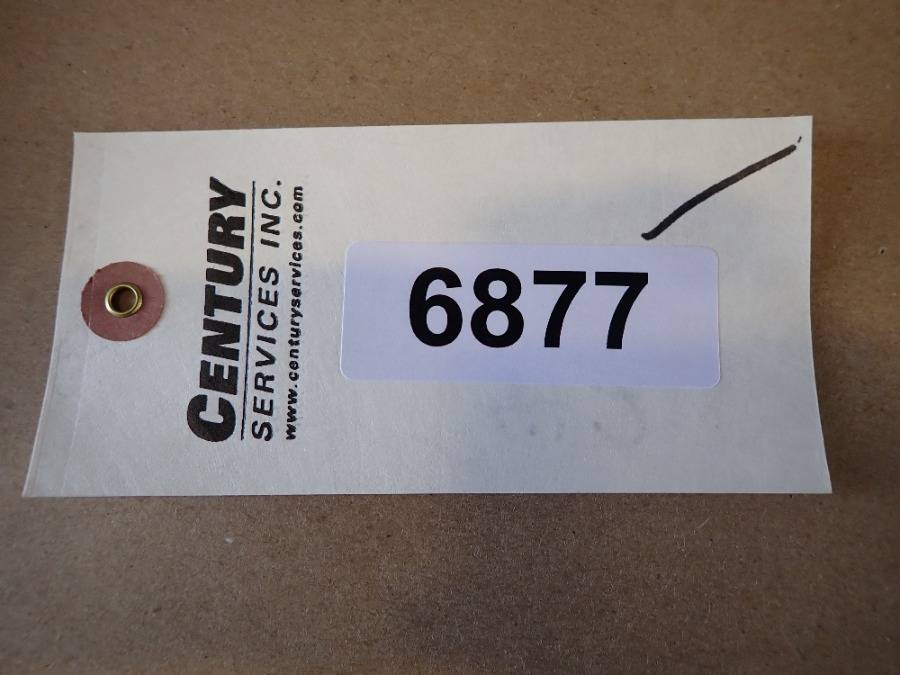 CENTURY
SERVICES INC.
www.centuryservices.com
6877